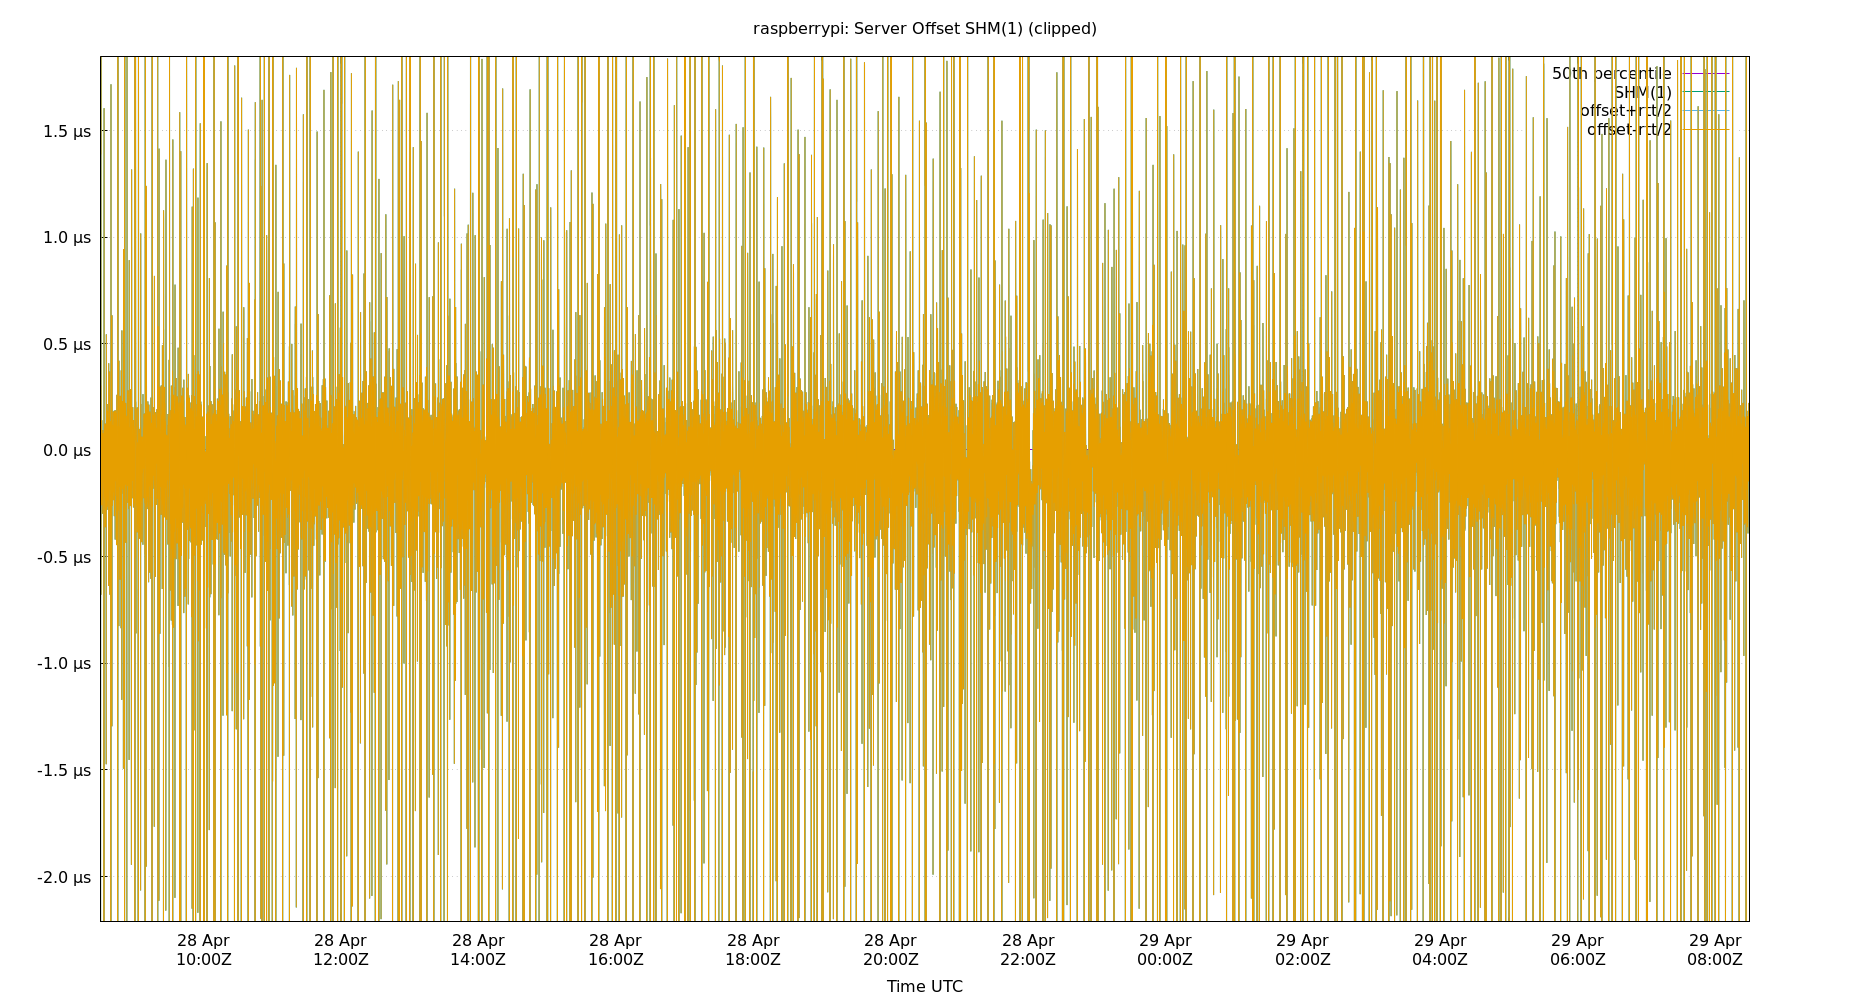 raspberrypi: Server Offset SHM(1) (clipped)
50th percentile
SHM(1)
offset+rtt/2
offset-rtt/2
1.5 µs
1.0 µs
0.5 µs
0.0 µs
-0.5 µs
-1.0 µs
-1.5 µs
-2.0 µs
28 Apr 28 Apr 28 Apr 28 Apr 28 Apr 28 Apr 28 Apr 29 Apr 29 Apr 29 Apr 29 Apr 29 Apr
10:00Z 12:00Z 14:00Z 16:00Z 18:00Z 20:00Z 22:00Z 00:00Z 02:00Z 04:00Z 06:00Z 08:00Z
Time UTC